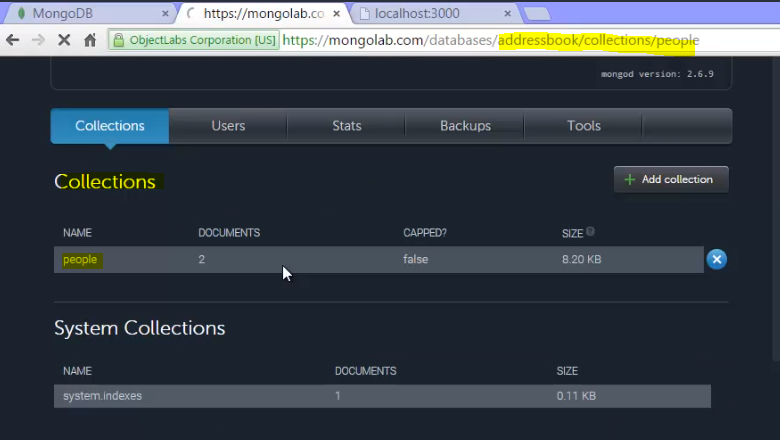 MongoDB
https://mongolab.co
localhost:3000
ObjectLabs Corporation [US]
https://mongolab.com/databases/addressbook/collections/people
mongod version: 2.6.9
Collections
Users
Stats
Backups
Tools
Collections
Add collection
NAME DOCUMENTS CAPPED? SIZE
people 2 false 8.20 KB
System Collections
NAME DOCUMENTS SIZE
system.indexes 1 0.11 KB